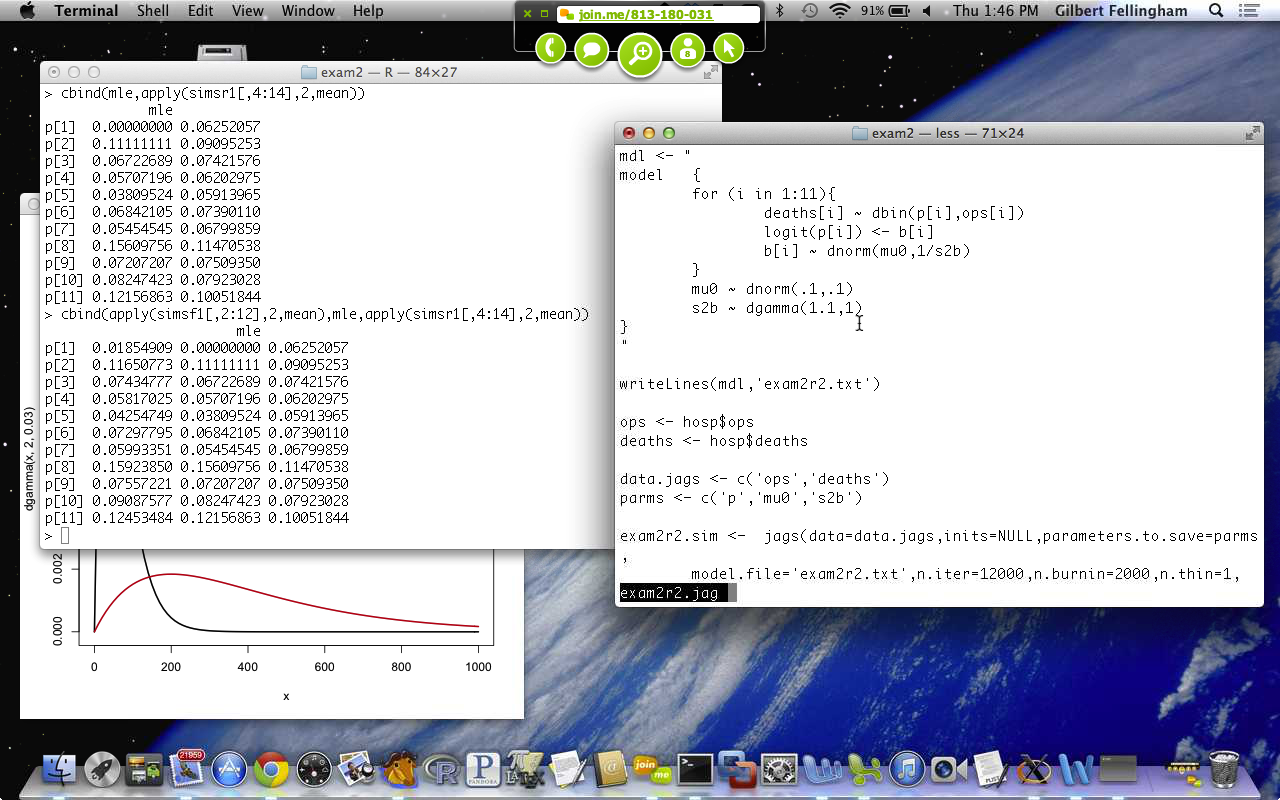 Terminal Shell Edit View Window Help
join.me/813-180-031
91% Thu 1:46 PM Gilbert Fellingham
exam2 — R — 84×27
> cbind(mle,apply(simsr1[,4:14],2,mean))
mle
p[1] 0.00000000 0.06252057
p[2] 0.11111111 0.09095253
p[3] 0.06722689 0.07421576
p[4] 0.05707196 0.06202975
p[5] 0.03809524 0.05913965
p[6] 0.06842105 0.07390110
p[7] 0.05454545 0.06799859
p[8] 0.15609756 0.11470538
p[9] 0.07207207 0.07509350
p[10] 0.08247423 0.07923028
p[11] 0.12156863 0.10051844
> cbind(apply(simsf1[,2:12],2,mean),mle,apply(simsr1[,4:14],2,mean))
mle
p[1] 0.01854909 0.00000000 0.06252057
p[2] 0.11650773 0.11111111 0.09095253
p[3] 0.07434777 0.06722689 0.07421576
p[4] 0.05817025 0.05707196 0.06202975
p[5] 0.04254749 0.03809524 0.05913965
p[6] 0.07297795 0.06842105 0.07390110
p[7] 0.05993351 0.05454545 0.06799859
p[8] 0.15923850 0.15609756 0.11470538
p[9] 0.07557221 0.07207207 0.07509350
p[10] 0.09087577 0.08247423 0.07923028
p[11] 0.12453484 0.12156863 0.10051844
>
exam2 — less — 71×24
mdl <- "
model {
for (i in 1:11){
deaths[i] ~ dbin(p[i],ops[i])
logit(p[i]) <- b[i]
b[i] ~ dnorm(mu0,1/s2b)
}
mu0 ~ dnorm(.1,.1)
s2b ~ dgamma(1.1,1)
}
"
writeLines(mdl,'exam2r2.txt')
ops <- hosp$ops
deaths <- hosp$deaths
data.jags <- c('ops','deaths')
parms <- c('p','mu0','s2b')
exam2r2.sim <- jags(data=data.jags,inits=NULL,parameters.to.save=parms
,
model.file='exam2r2.txt',n.iter=12000,n.burnin=2000,n.thin=1,
exam2r2.jag
dgamma(x, 2, 0.03)
0.002
0.000
0 200 400 600 800 1000
x
21959
PANDORA
join me